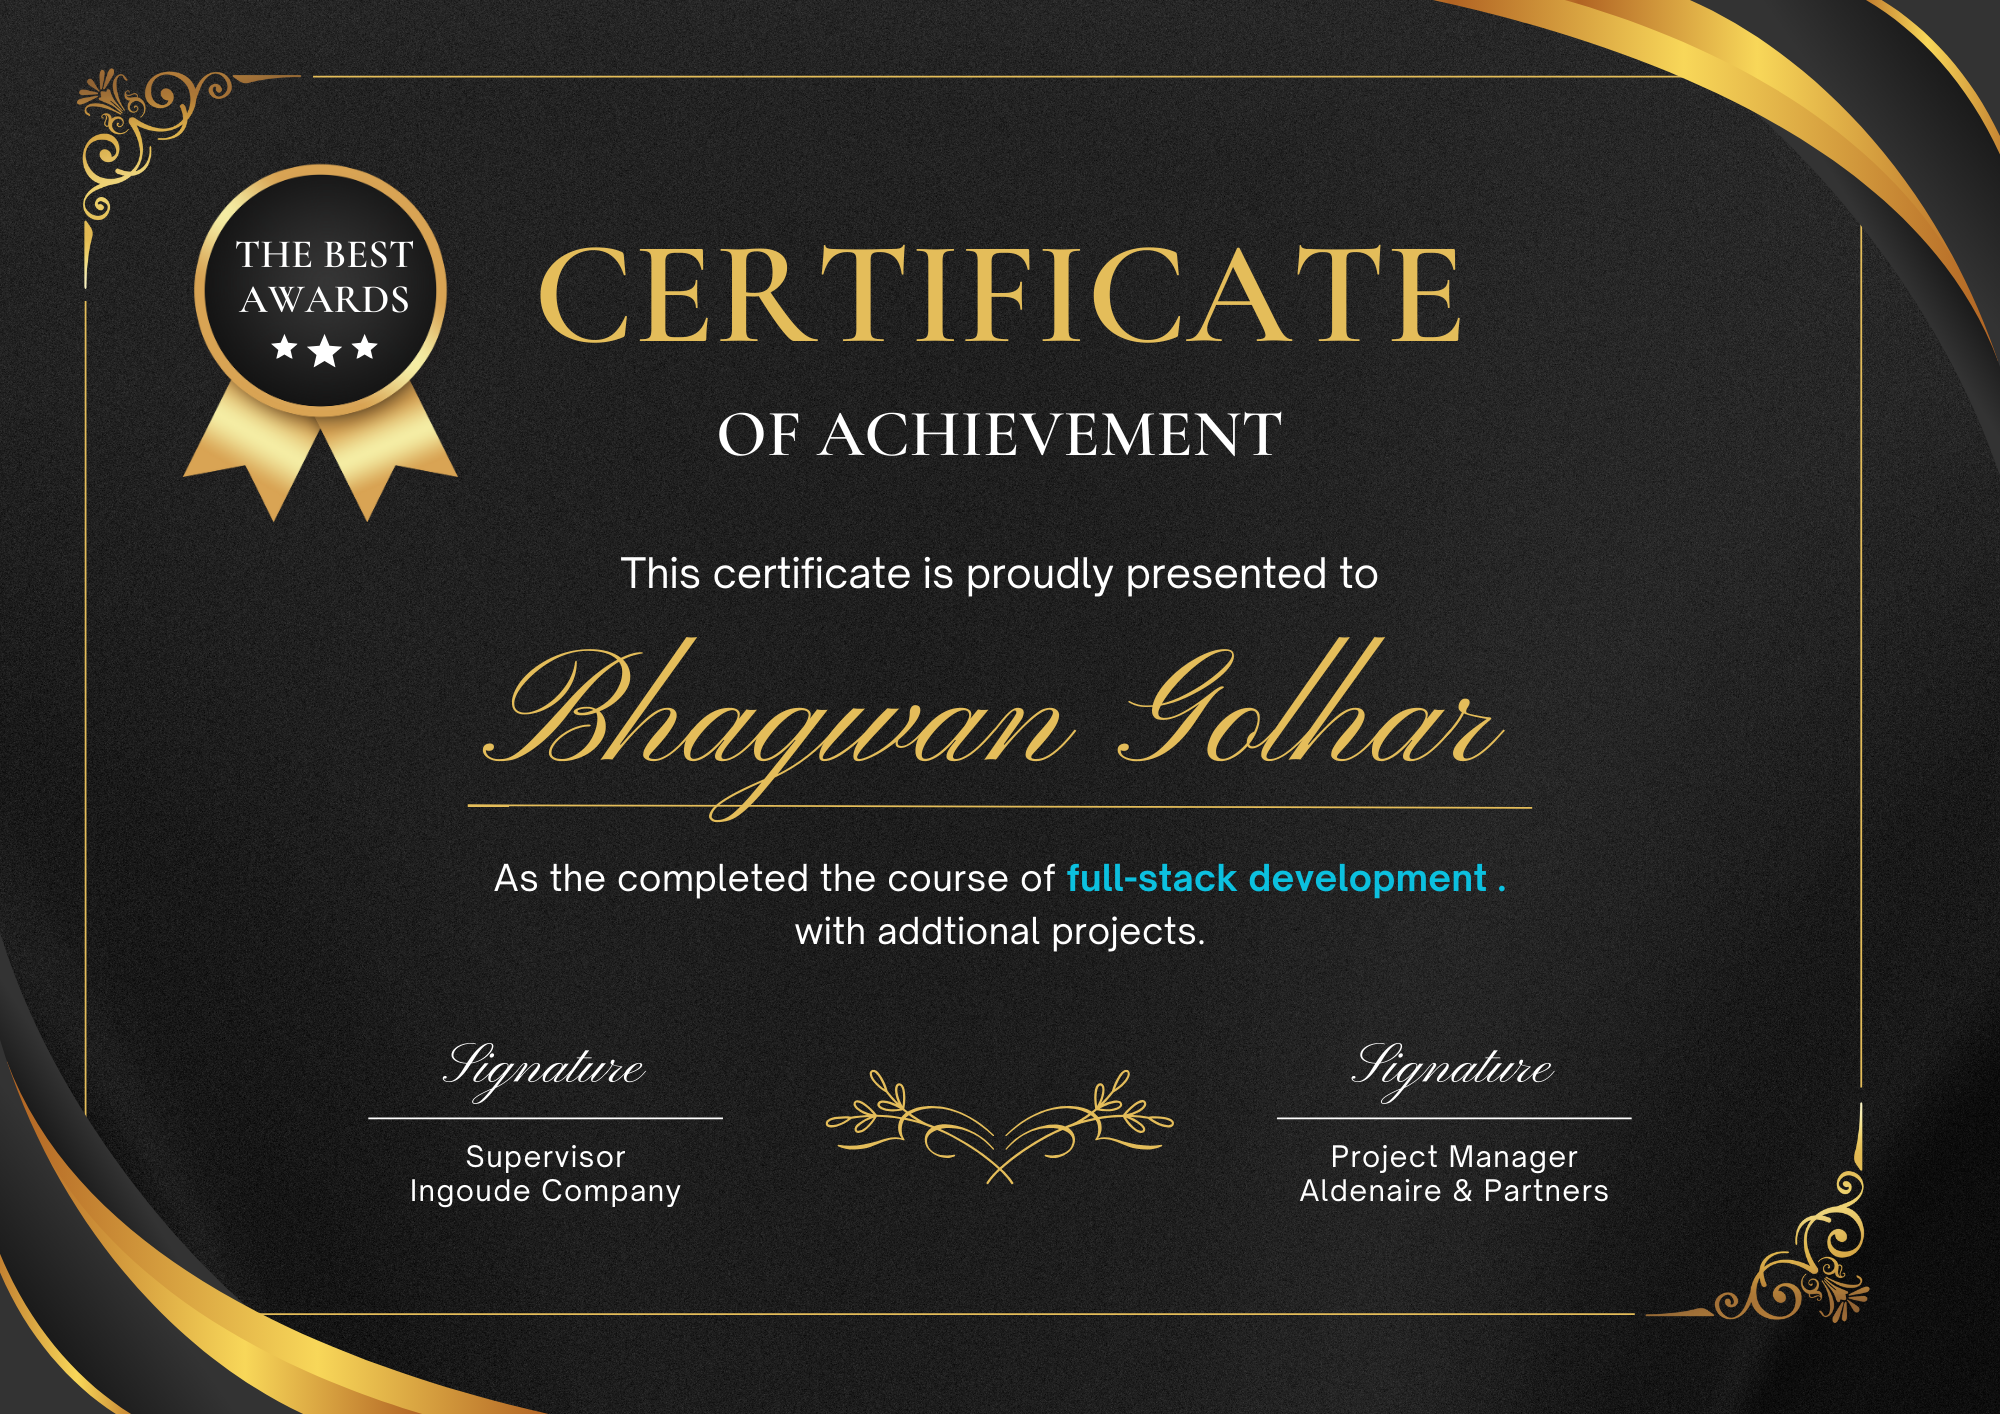 THE BEST
AWARDS
CERTIFICATE
OF ACHIEVEMENT
This certificate is proudly presented to
Bhagwan Golhar
As the completed the course of full-stack development .
with addtional projects.
Signature
Supervisor
Ingoude Company
Signature
Project Manager
Aldenaire & Partners